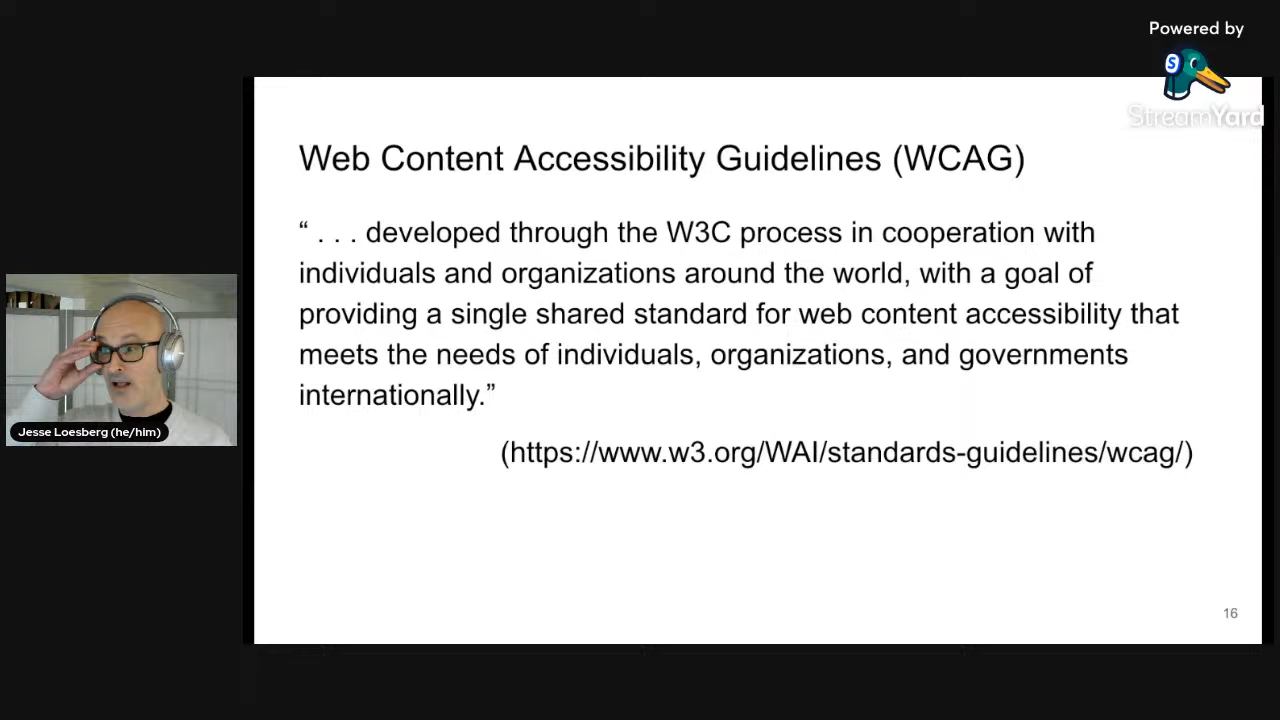 Powered by
S
StreamYard
Web Content Accessibility Guidelines (WCAG)
“ . . . developed through the W3C process in cooperation with
individuals and organizations around the world, with a goal of
providing a single shared standard for web content accessibility that
meets the needs of individuals, organizations, and governments
internationally.”
(https://www.w3.org/WAI/standards-guidelines/wcag/)
Jesse Loesberg (he/him)
16